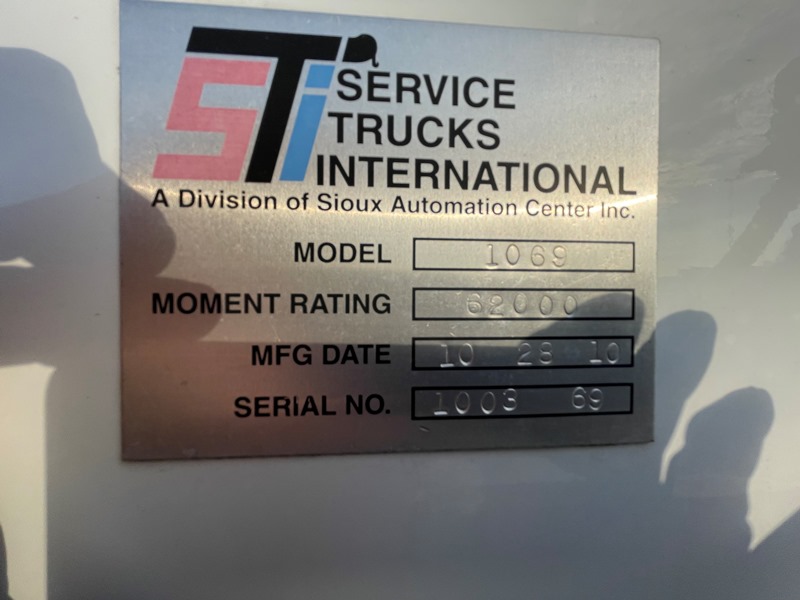 STi SERVICE
TRUCKS
INTERNATIONAL
A Division of Sioux Automation Center Inc.
MODEL 1069
MOMENT RATING 62000
MFG DATE 10 28 10
SERIAL NO. 1003 69